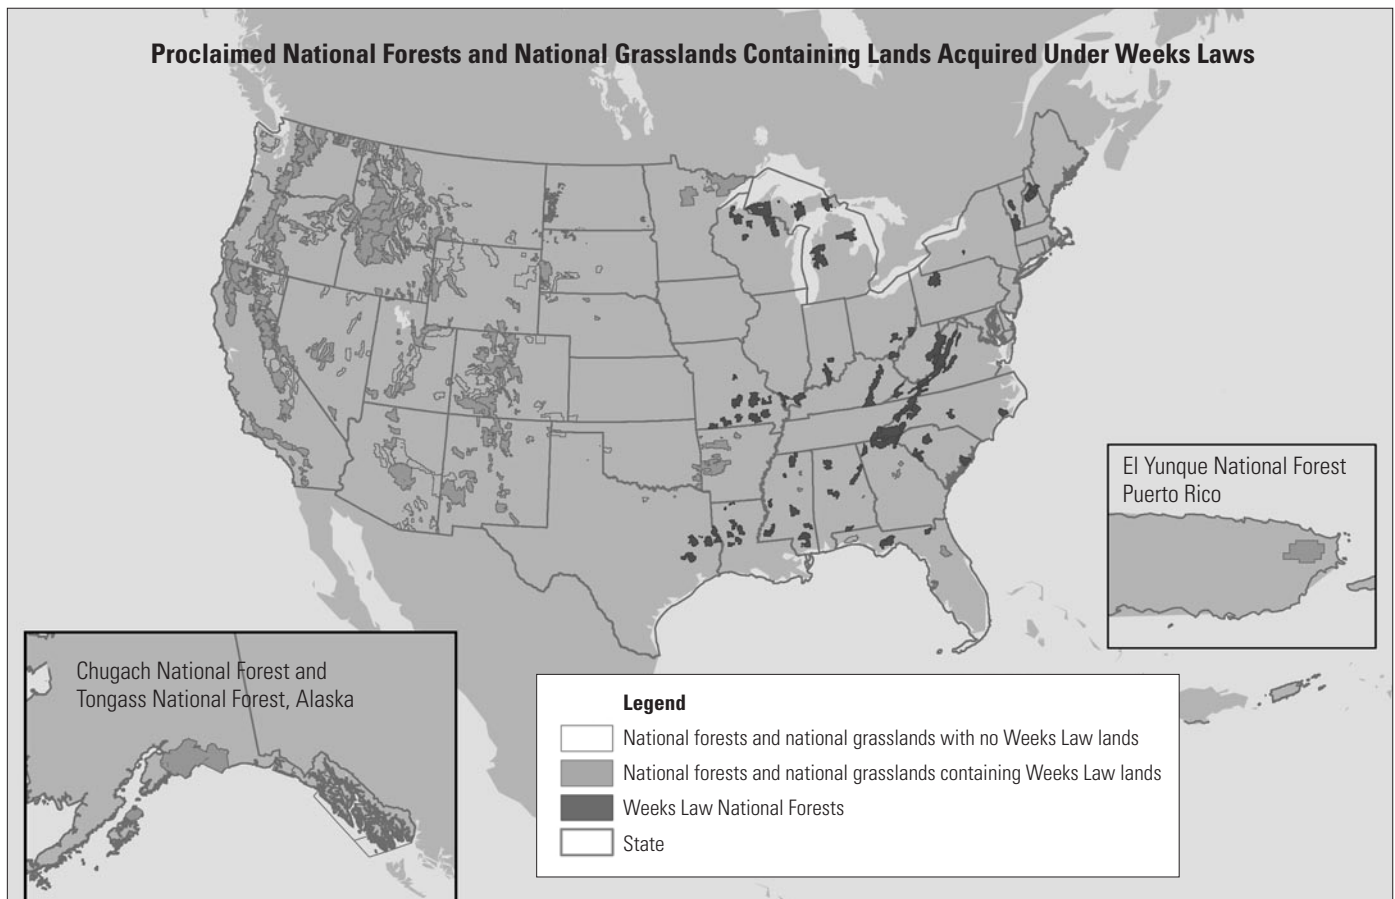 Proclaimed National Forests and National Grasslands Containing Lands Acquired Under Weeks Laws
El Yunque National Forest
Puerto Rico
Chugach National Forest and
Tongass National Forest, Alaska
Legend
National forests and national grasslands with no Weeks Law lands
National forests and national grasslands containing Weeks Law lands
Weeks Law National Forests
State